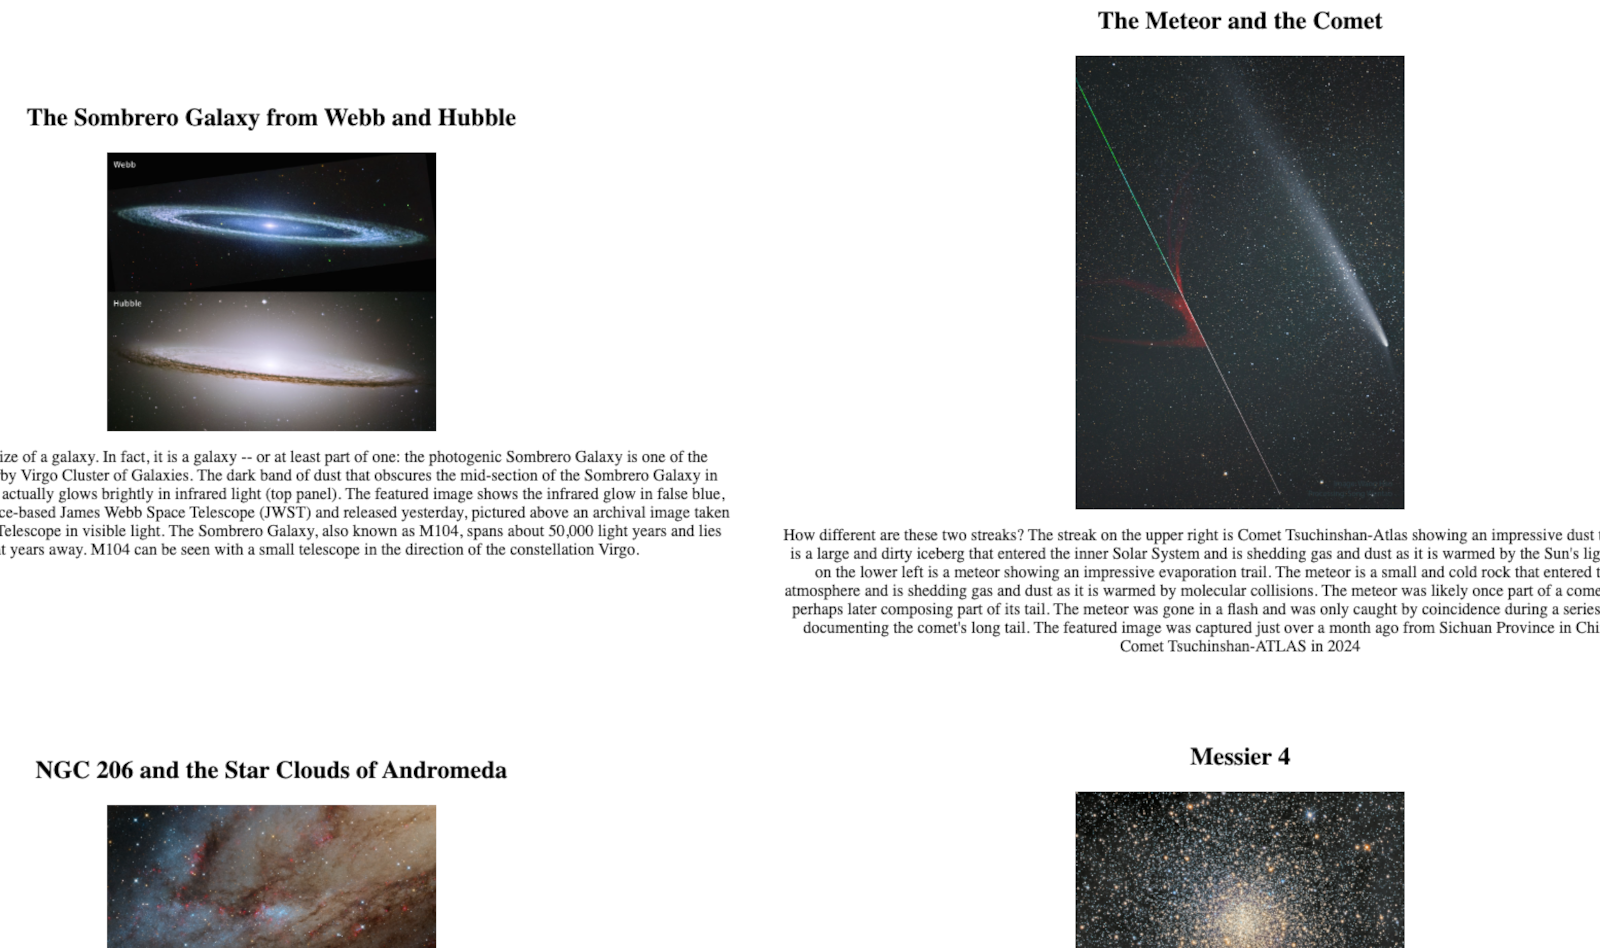 The Sombrero Galaxy from Webb and Hubble
Webb
Hubble
ize of a galaxy. In fact, it is a galaxy -- or at least part of one: the photogenic Sombrero Galaxy is one of the
by Virgo Cluster of Galaxies. The dark band of dust that obscures the mid-section of the Sombrero Galaxy in
actually glows brightly in infrared light (top panel). The featured image shows the infrared glow in false blue,
ce-based James Webb Space Telescope (JWST) and released yesterday, pictured above an archival image taken
Telescope in visible light. The Sombrero Galaxy, also known as M104, spans about 50,000 light years and lies
t years away. M104 can be seen with a small telescope in the direction of the constellation Virgo.
The Meteor and the Comet
How different are these two streaks? The streak on the upper right is Comet Tsuchinshan-Atlas showing an impressive dust
is a large and dirty iceberg that entered the inner Solar System and is shedding gas and dust as it is warmed by the Sun's lig
on the lower left is a meteor showing an impressive evaporation trail. The meteor is a small and cold rock that entered t
atmosphere and is shedding gas and dust as it is warmed by molecular collisions. The meteor was likely once part of a come
perhaps later composing part of its tail. The meteor was gone in a flash and was only caught by coincidence during a series
documenting the comet's long tail. The featured image was captured just over a month ago from Sichuan Province in Chi
Comet Tsuchinshan-ATLAS in 2024
NGC 206 and the Star Clouds of Andromeda
Messier 4